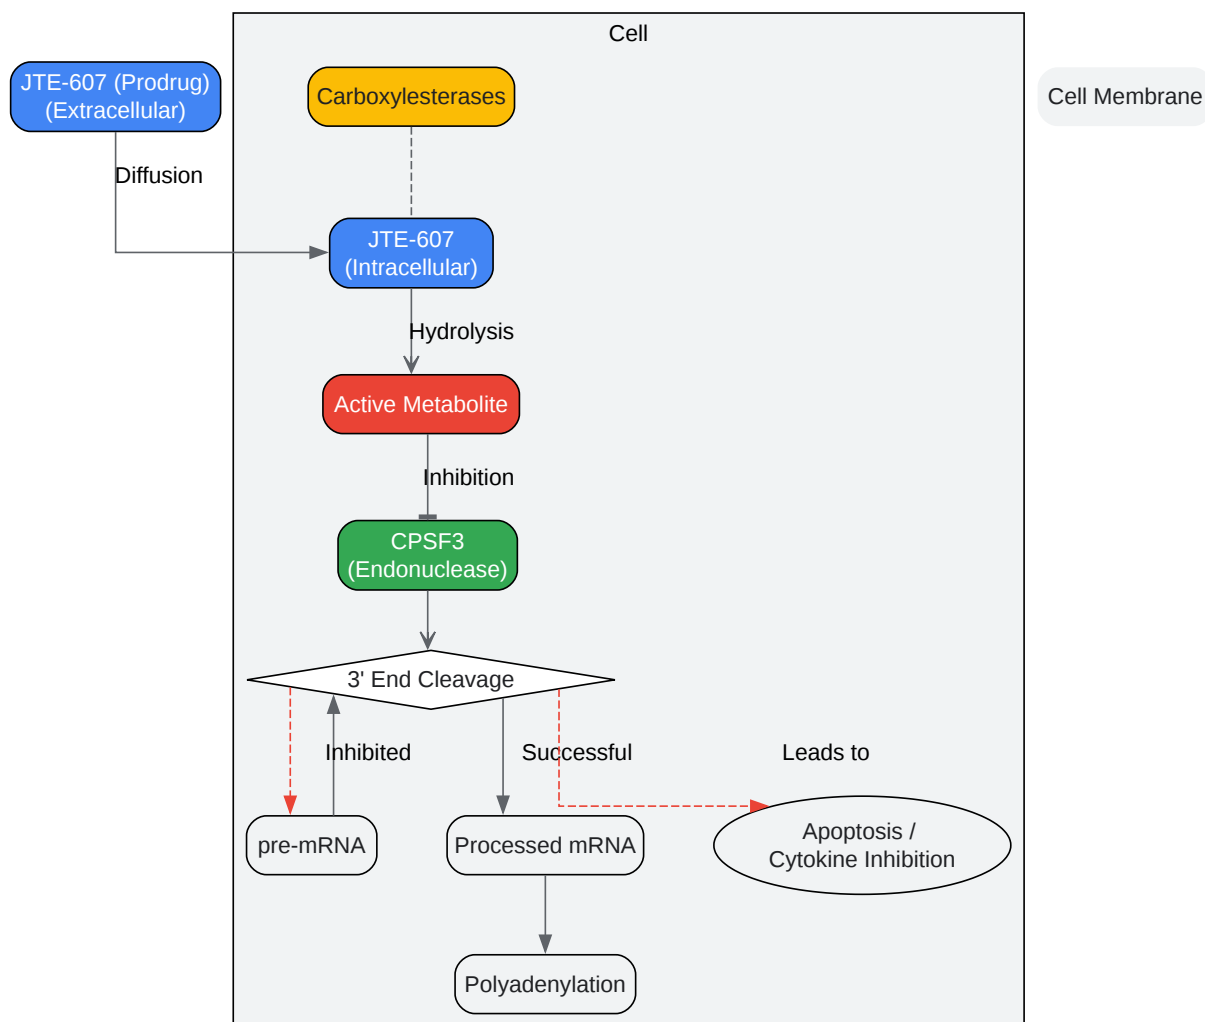 Cell
JTE-607 (Prodrug)
(Extracellular)
Carboxylesterases
Cell Membrane
Diffusion
JTE-607
(Intracellular)
Hydrolysis
Active Metabolite
Inhibition
CPSF3
(Endonuclease)
3' End Cleavage
Inhibited
Successful
Leads to
pre-mRNA
Processed mRNA
Apoptosis /
Cytokine Inhibition
Polyadenylation